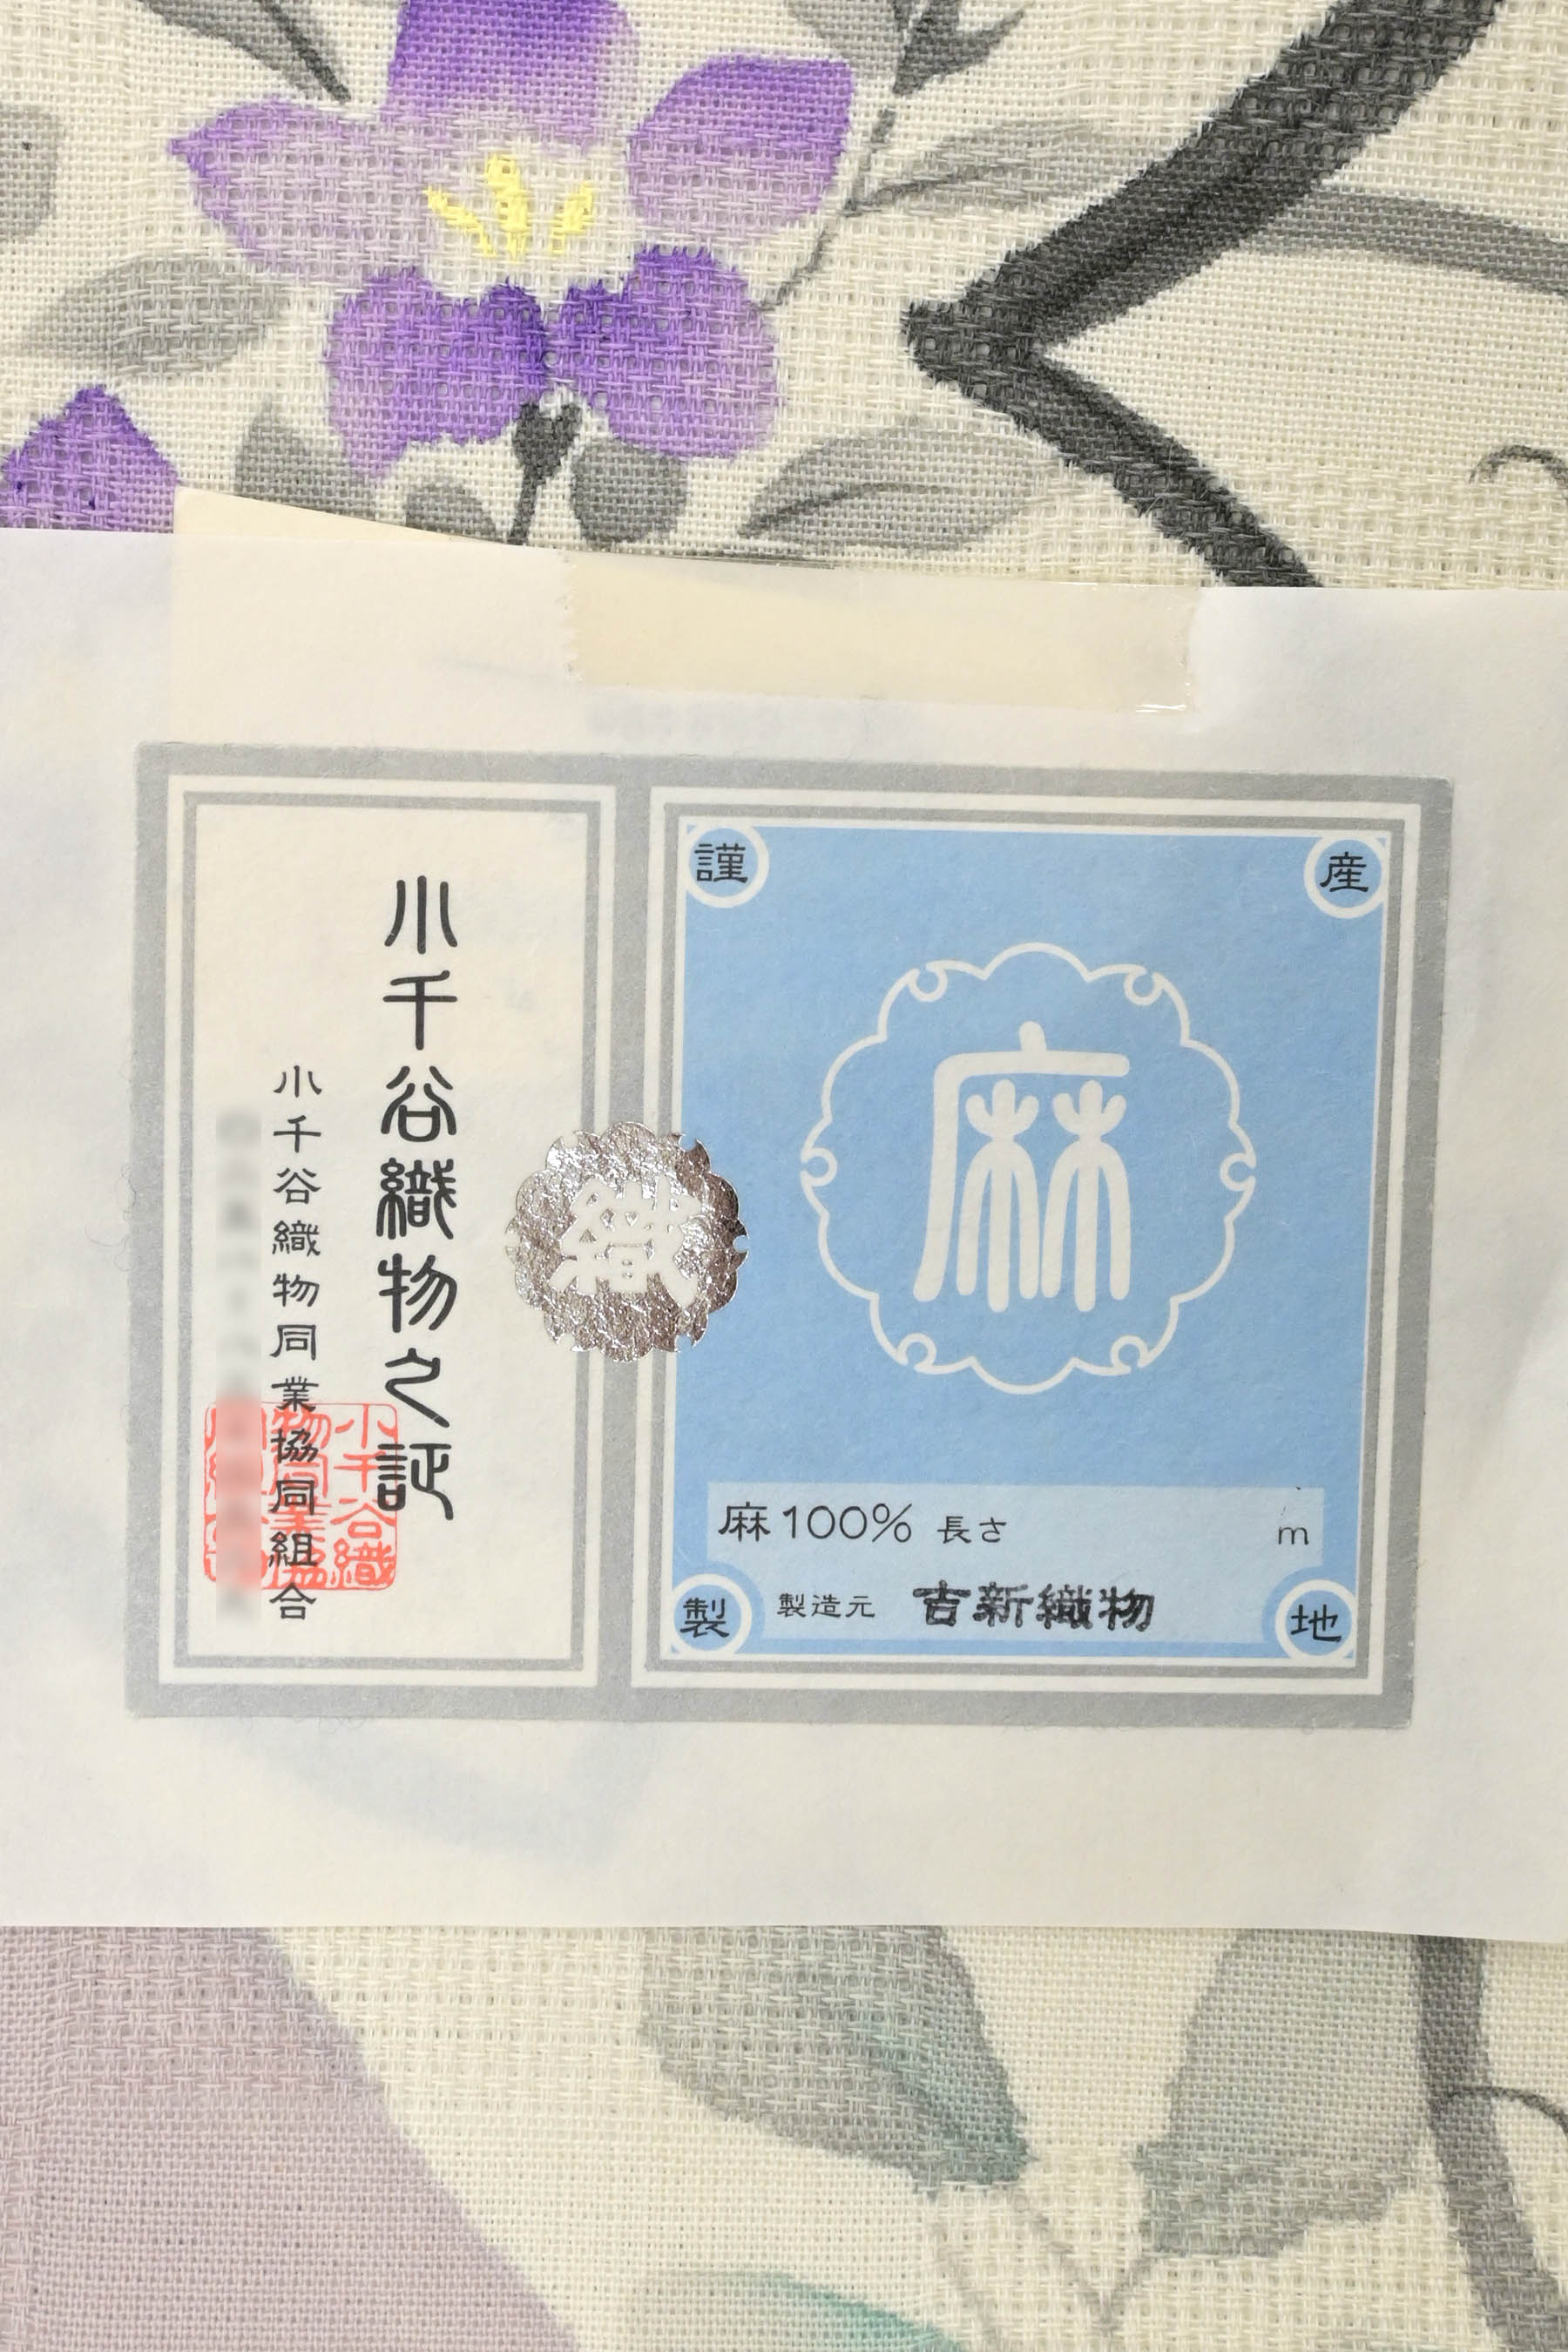 謹
産
麻
麻100% 長さ m
製造元 吉新織物
製
地
織
小千谷織物之証
小千谷織物同業協同組合